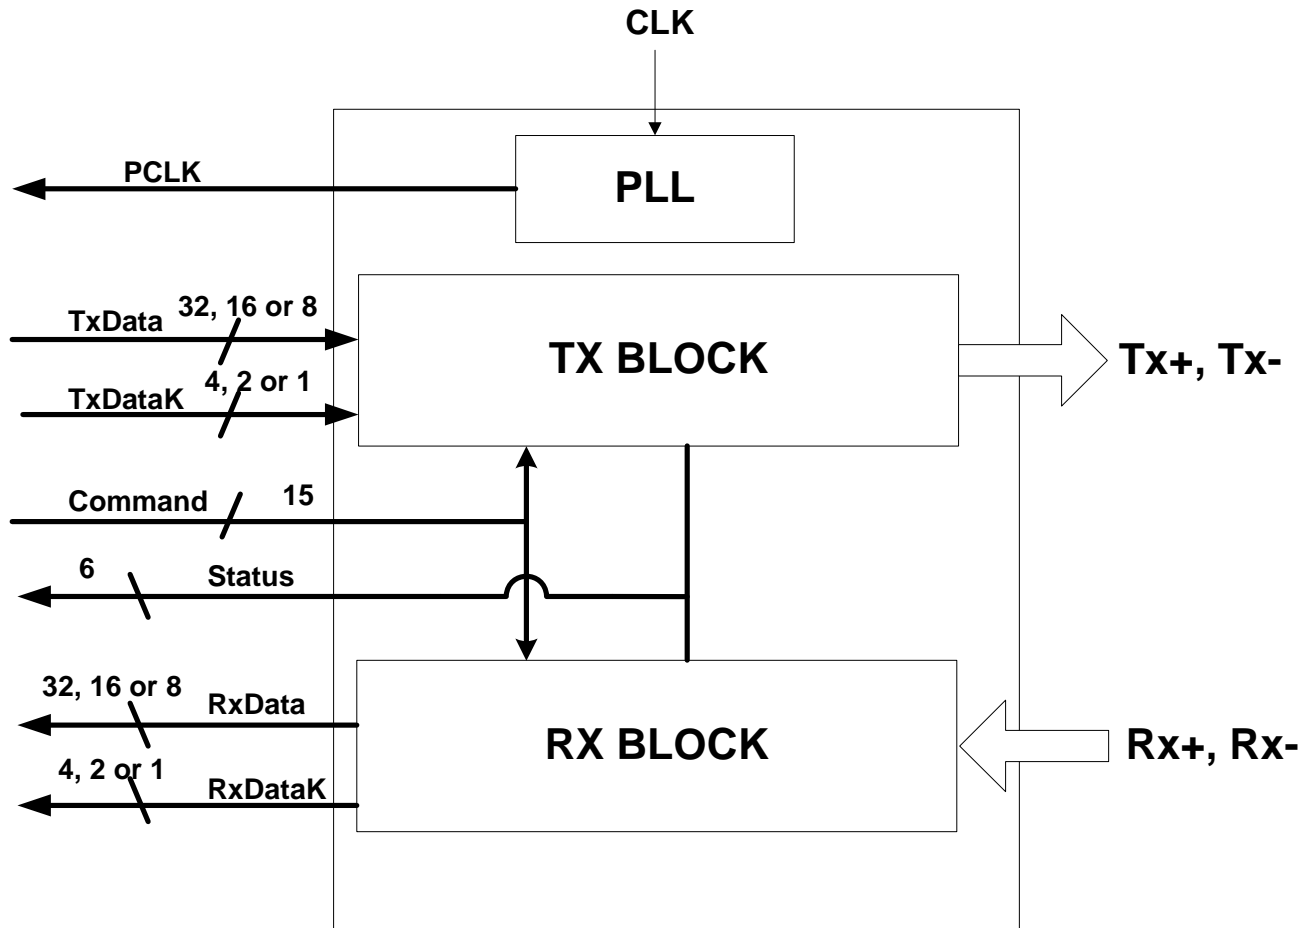 CLK
PCLK
PLL
32, 16 or 8
TxData
TX BLOCK
Tx+, Tx-
4, 2 or 1
TxDataK
15
Command
6
Status
32, 16 or 8
RxData
RX BLOCK
Rx+, Rx-
4, 2 or 1
RxDataK